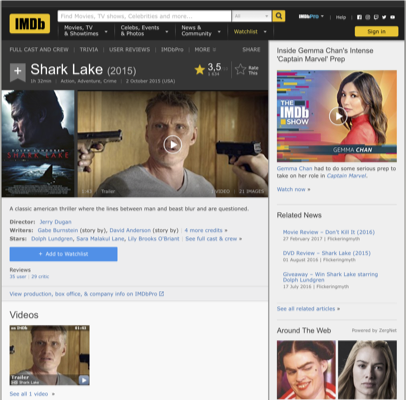 IMDb
Find Movies, TV shows, Celebrities and more...
All
IMDbPro
Help
Movies, TV & Showtimes
Celebs, Events & Photos
News & Community
Watchlist
Sign in
FULL CAST AND CREW | TRIVIA | USER REVIEWS | IMDbPro | MORE
SHARE
Shark Lake (2015)
3,5
Rate This
1h 32min | Action, Adventure, Crime | 2 October 2015 (USA)
SHARK LAKE
1:43 Trailer
VIDEO | 21 IMAGES
A classic american thriller where the lines between man and beast blur and are questioned.
Director: Jerry Dugan
Writers: Gabe Burnstein (story by), David Anderson (story by) | 4 more credits »
Stars: Dolph Lundgren, Sara Malakul Lane, Lily Brooks O'Briant | See full cast & crew »
+ Add to Watchlist
Reviews
35 user | 29 critic
View production, box office, & company info on IMDbPro
Videos
01:43
Trailer
OV Shark Lake
See all 1 video »
Inside Gemma Chan's Intense 'Captain Marvel' Prep
THE IMDb SHOW
GEMMA CHAN
Gemma Chan had to do some serious prep to take on her role in Captain Marvel.
Watch now »
Related News
Movie Review – Don't Kill It (2016)
27 February 2017 | Flickeringmyth
DVD Review – Shark Lake (2015)
01 August 2016 | Flickeringmyth
Giveaway – Win Shark Lake starring Dolph Lundgren
17 July 2016 | Flickeringmyth
See all related articles »
Around The Web
Powered by ZergNet